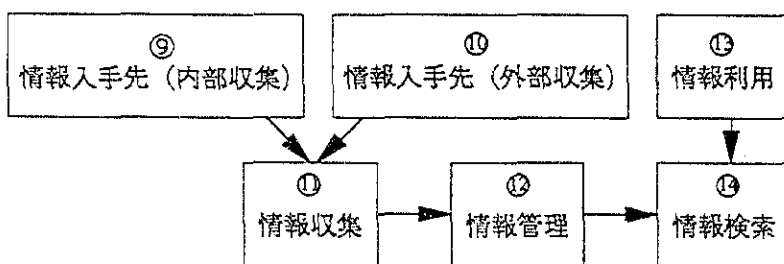 ⑨
情報入手先（内部収集）
⑩
情報入手先（外部収集）
⑬
情報利用
⑪
情報収集
⑫
情報管理
⑭
情報検索